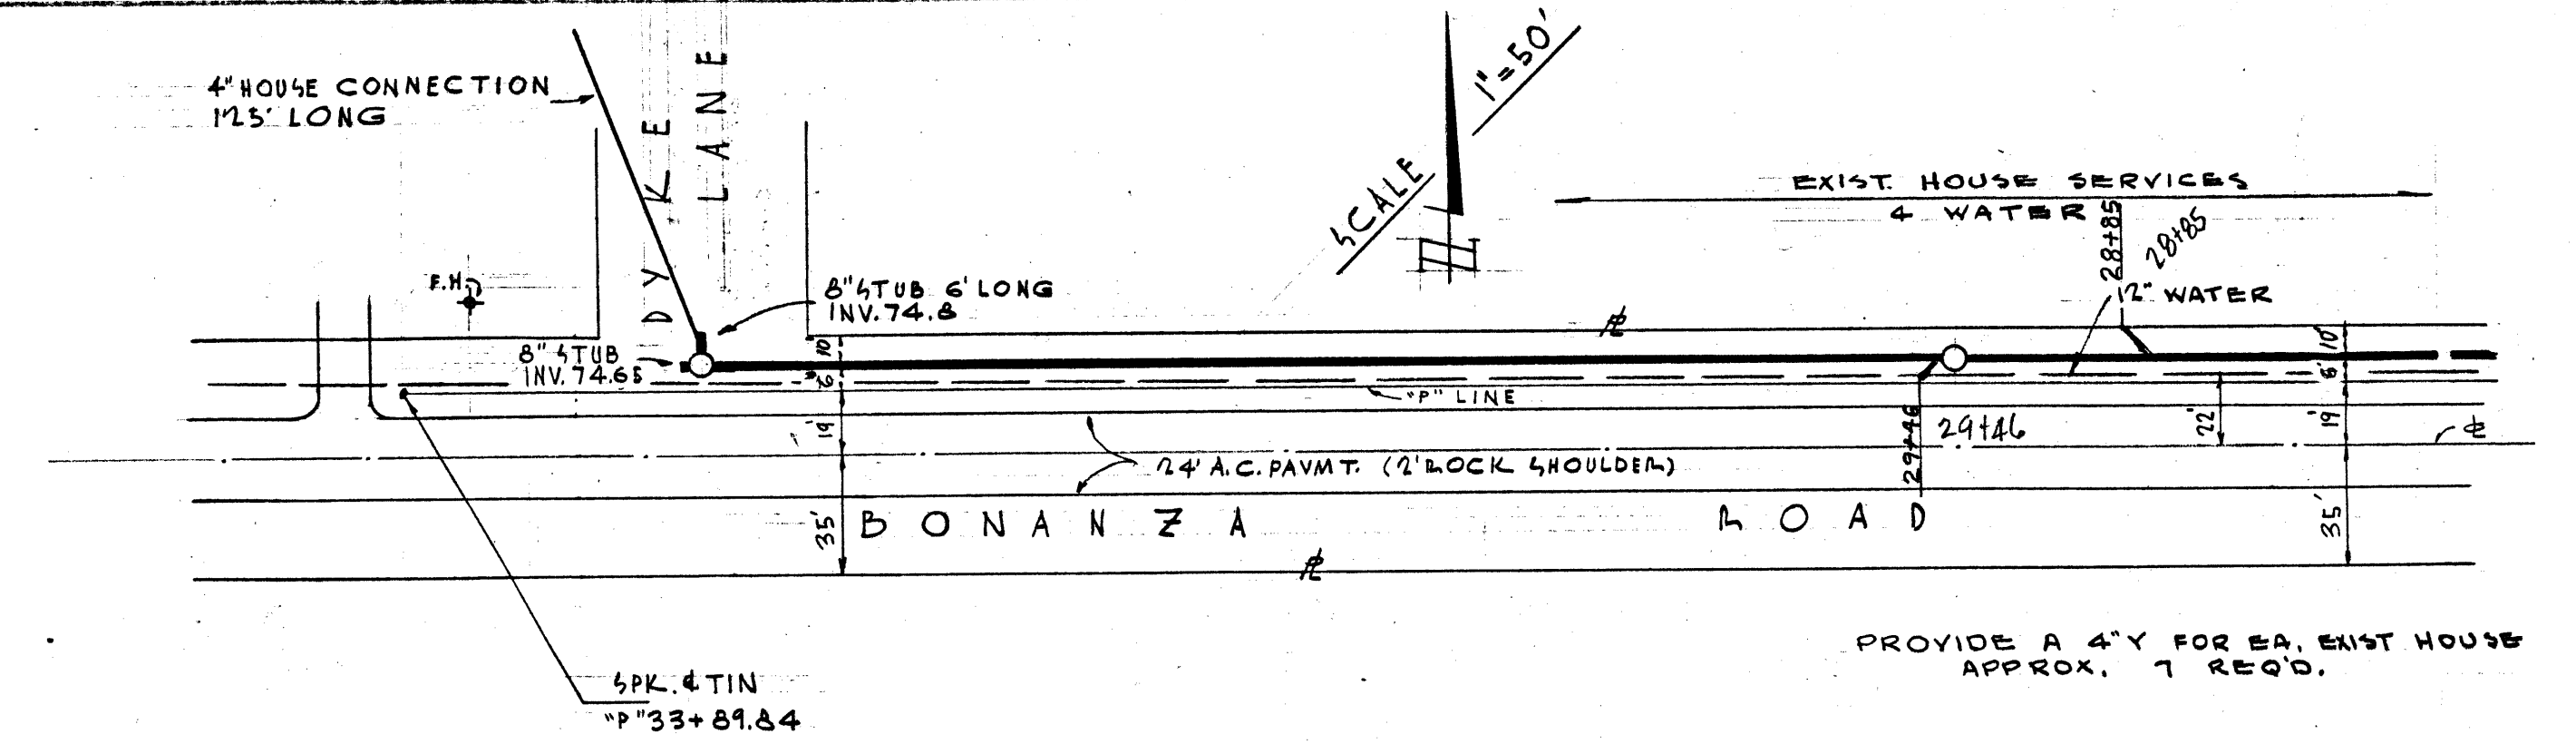 4" HOUSE CONNECTION
125' LONG
DYKE
LANE
SCALE
1"=50'
EXIST. HOUSE SERVICES
4 WATER
28+85
28+85
12" WATER
F.H.
8" STUB 6' LONG
INV. 74.8
8" STUB
INV. 74.65
10'
6'
19'
35'
"P" LINE
24' A.C. PAVMT. (2' ROCK SHOULDER)
29+46
29+46
22'
10'
6'
19'
35'
BONANZA ROAD
SPK. & TIN
"P" 33+89.84
PROVIDE A 4" Y FOR EA. EXIST HOUSE
APPROX. 7 REQ'D.